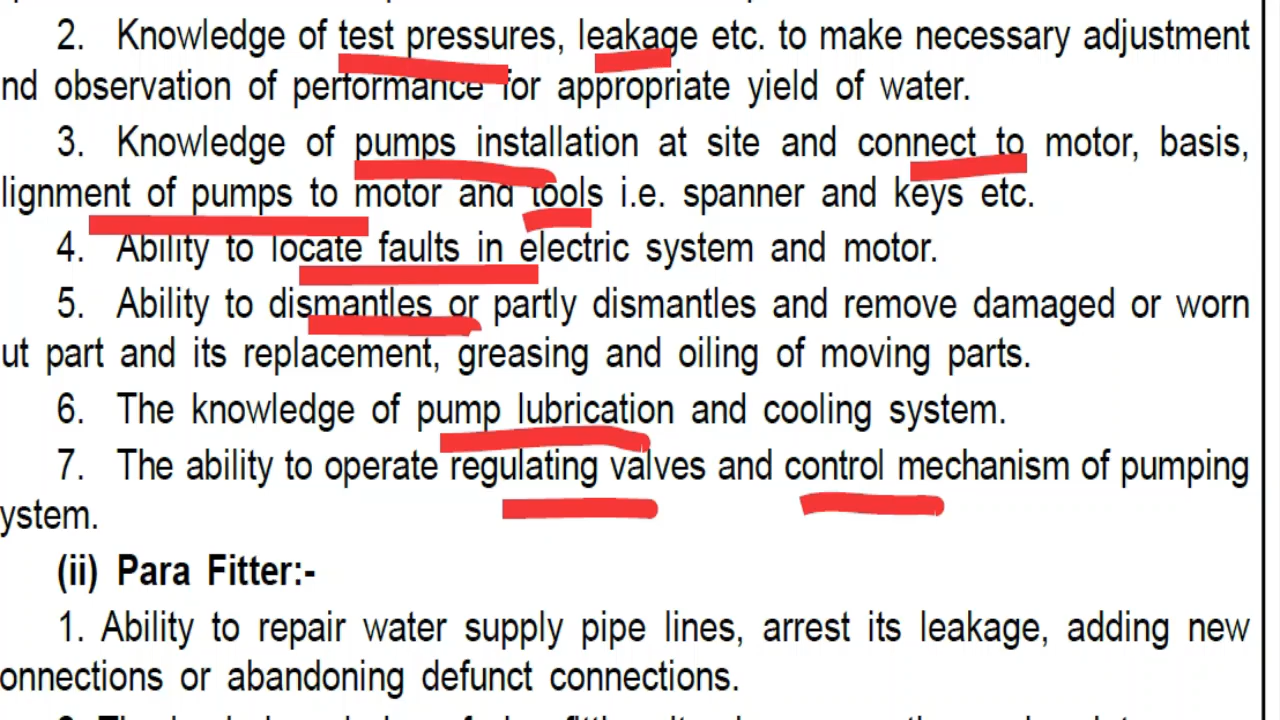 2. Knowledge of test pressures, leakage etc. to make necessary adjustment
nd observation of performance for appropriate yield of water.
3. Knowledge of pumps installation at site and connect to motor, basis,
lignment of pumps to motor and tools i.e. spanner and keys etc.
4. Ability to locate faults in electric system and motor.
5. Ability to dismantles or partly dismantles and remove damaged or worn
ut part and its replacement, greasing and oiling of moving parts.
6. The knowledge of pump lubrication and cooling system.
7. The ability to operate regulating valves and control mechanism of pumping
ystem.
(ii) Para Fitter:-
1. Ability to repair water supply pipe lines, arrest its leakage, adding new
onnections or abandoning defunct connections.